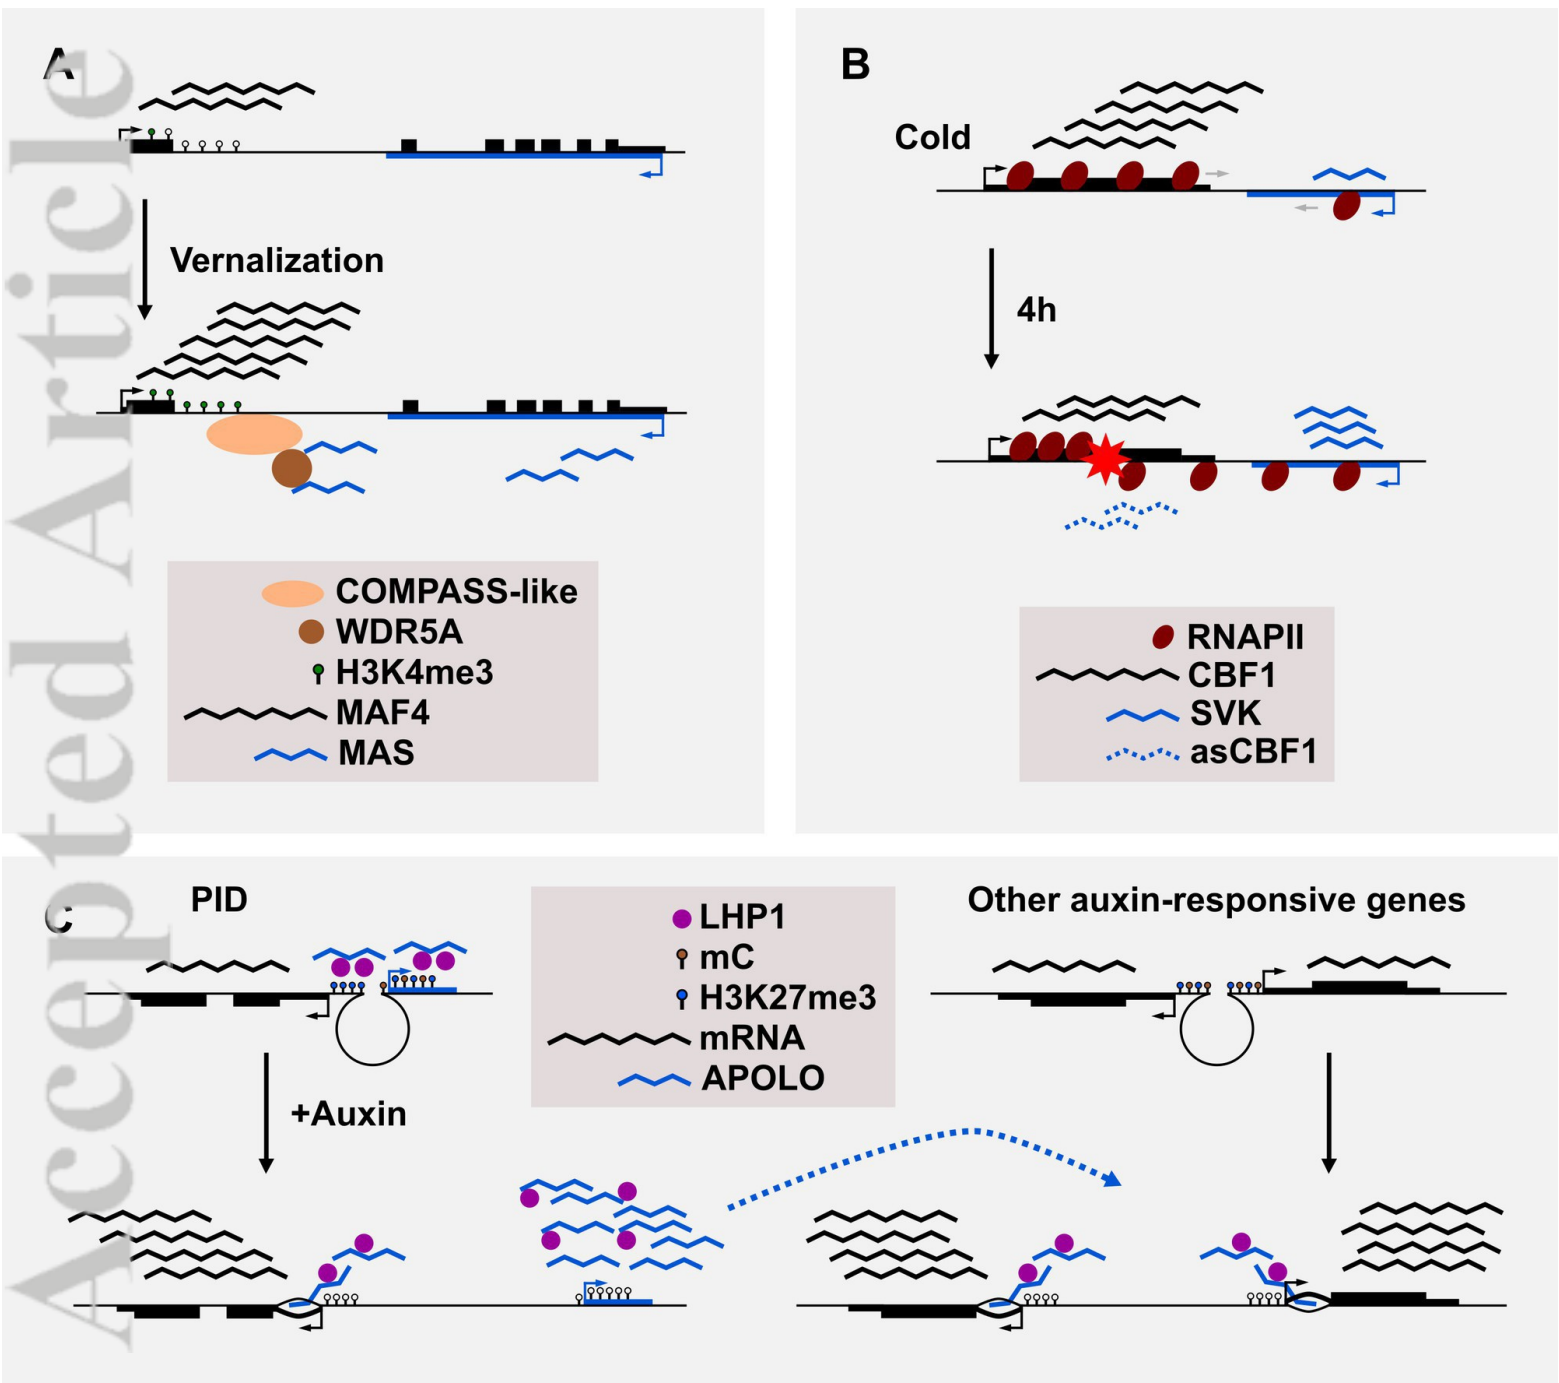 Accepted Article
A
Vernalization
COMPASS-like
WDR5A
H3K4me3
MAF4
MAS
B
Cold
4h
RNAPII
CBF1
SVK
asCBF1
C
PID
+Auxin
LHP1
mC
H3K27me3
mRNA
APOLO
Other auxin-responsive genes